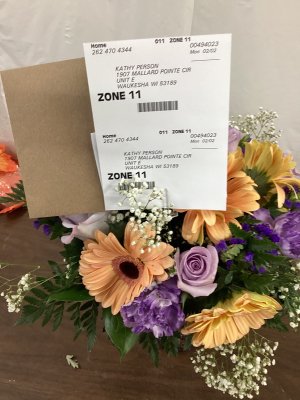 Home 011 ZONE 11 00494023
262 470 4344 Mon 02/02
KATHY PERSON
1907 MALLARD POINTE CIR
UNIT E
WAUKESHA WI 53189
ZONE 11
Home 011 ZONE 11 00494023
262 470 4344 Mon 02/02
KATHY PERSON
1907 MALLARD POINTE CIR
UNIT E
WAUKESHA WI 53189
ZONE 11